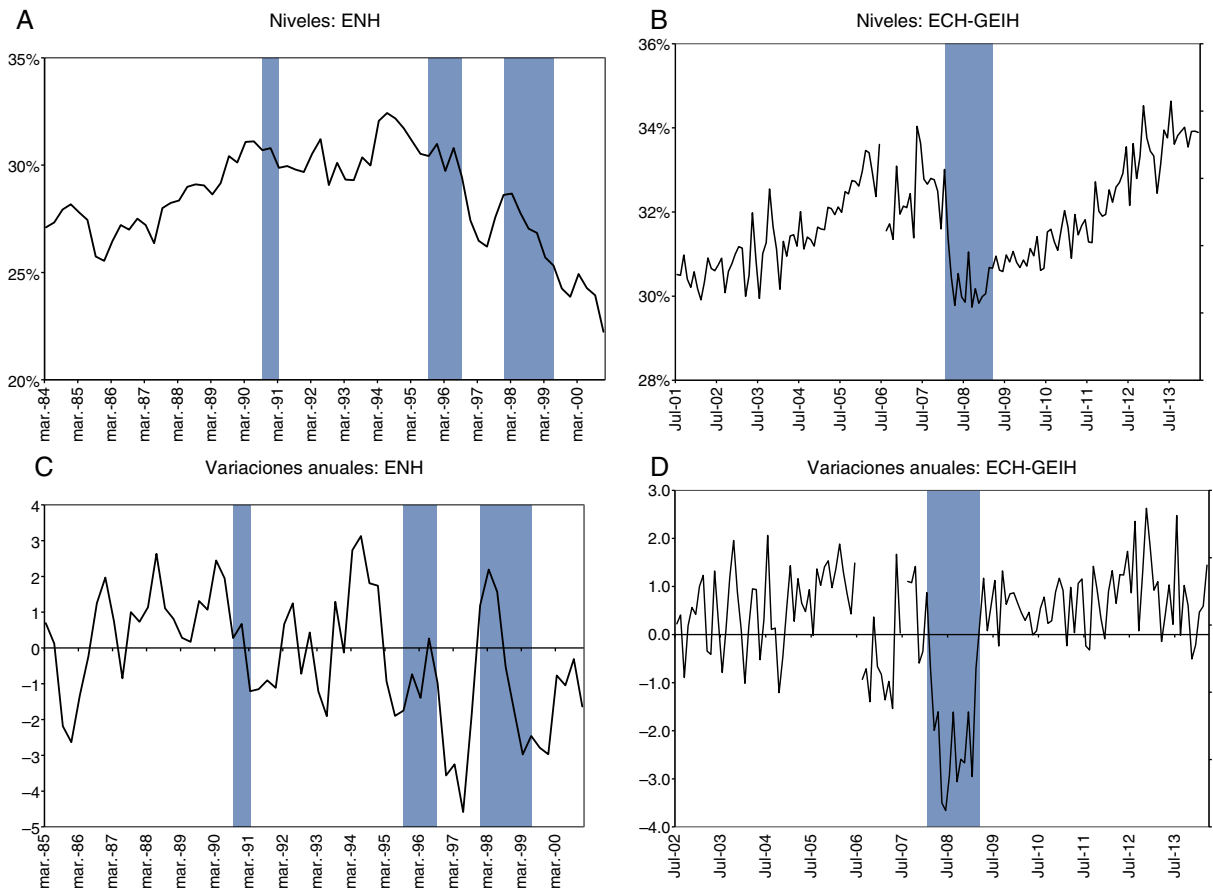 A
Niveles: ENH
35%
30%
25%
20%
mar.-84
mar.-85
mar.-86
mar.-87
mar.-88
mar.-89
mar.-90
mar.-91
mar.-92
mar.-93
mar.-94
mar.-95
mar.-96
mar.-97
mar.-98
mar.-99
mar.-00
B
Niveles: ECH-GEIH
36%
34%
32%
30%
28%
Jul-01
Jul-02
Jul-03
Jul-04
Jul-05
Jul-06
Jul-07
Jul-08
Jul-09
Jul-10
Jul-11
Jul-12
Jul-13
C
Variaciones anuales: ENH
4
3
2
1
0
–1
–2
–3
–4
–5
mar.-85
mar.-86
mar.-87
mar.-88
mar.-89
mar.-90
mar.-91
mar.-92
mar.-93
mar.-94
mar.-95
mar.-96
mar.-97
mar.-98
mar.-99
mar.-00
D
Variaciones anuales: ECH-GEIH
3.0
2.0
1.0
0.0
–1.0
–2.0
–3.0
–4.0
Jul-02
Jul-03
Jul-04
Jul-05
Jul-06
Jul-07
Jul-08
Jul-09
Jul-10
Jul-11
Jul-12
Jul-13